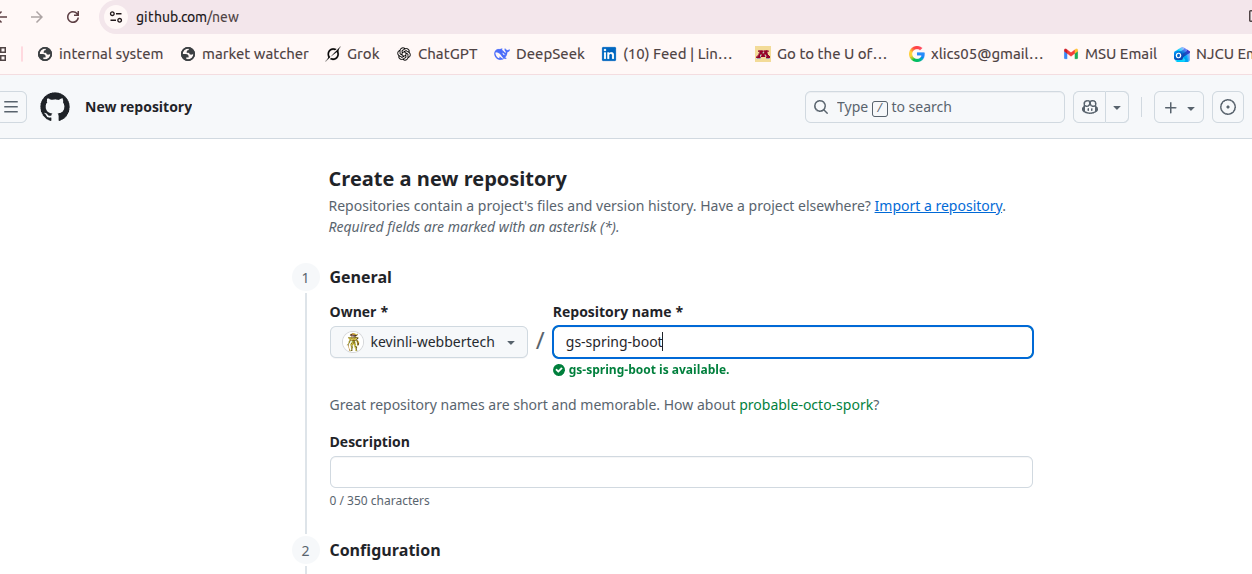 github.com/new
internal system market watcher Grok ChatGPT DeepSeek (10) Feed | Lin... Go to the U of... xlics05@gmail... MSU Email NJCU Em
New repository Type / to search
Create a new repository
Repositories contain a project's files and version history. Have a project elsewhere? Import a repository.
Required fields are marked with an asterisk (*).
1 General
Owner * Repository name *
kevinli-webbertech / gs-spring-boot
gs-spring-boot is available.
Great repository names are short and memorable. How about probable-octo-spork?
Description
0 / 350 characters
2 Configuration